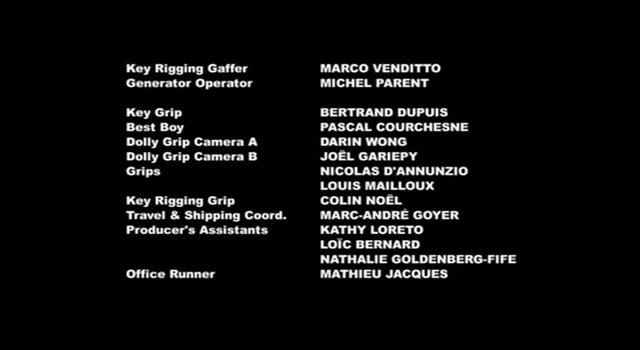 Key Rigging Gaffer MARCO VENDITTO
Generator Operator MICHEL PARENT
Key Grip BERTRAND DUPUIS
Best Boy PASCAL COURCHESNE
Dolly Grip Camera A DARIN WONG
Dolly Grip Camera B JOËL GARIEPY
Grips NICOLAS D'ANNUNZIO
LOUIS MAILLOUX
Key Rigging Grip COLIN NOËL
Travel & Shipping Coord. MARC-ANDRÉ GOYER
Producer's Assistants KATHY LORETO
LOÏC BERNARD
NATHALIE GOLDENBERG-FIFE
Office Runner MATHIEU JACQUES